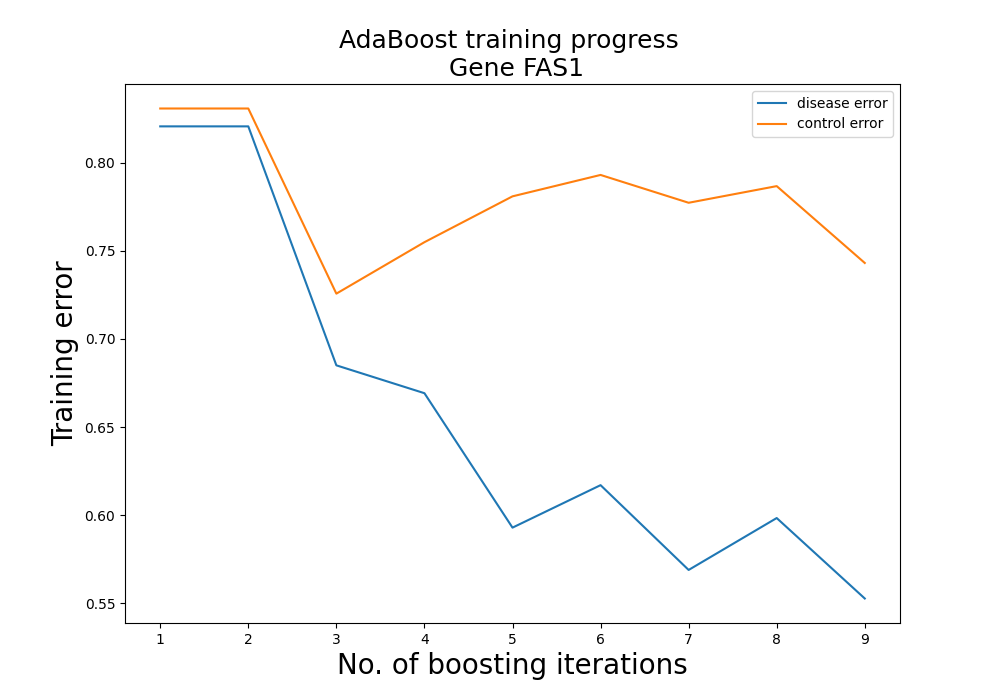 AdaBoost training progress
Gene FAS1
disease error
control error
Training error
0.80
0.75
0.70
0.65
0.60
0.55
1 2 3 4 5 6 7 8 9
No. of boosting iterations